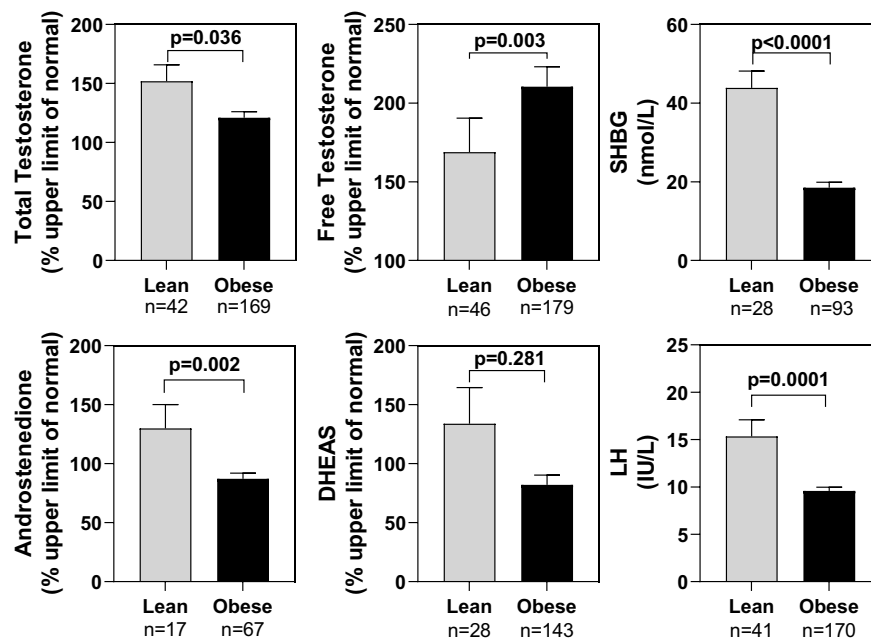 Total Testosterone
(% upper limit of normal)
200
150
100
50
0
p=0.036
Lean
Obese
n=42
n=169
Free Testosterone
(% upper limit of normal)
250
200
150
100
p=0.003
Lean
Obese
n=46
n=179
SHBG
(nmol/L)
60
40
20
0
p<0.0001
Lean
Obese
n=28
n=93
Androstenedione
(% upper limit of normal)
200
150
100
50
0
p=0.002
Lean
Obese
n=17
n=67
DHEAS
(% upper limit of normal)
200
150
100
50
0
p=0.281
Lean
Obese
n=28
n=143
LH
(IU/L)
25
20
15
10
5
0
p=0.0001
Lean
Obese
n=41
n=170